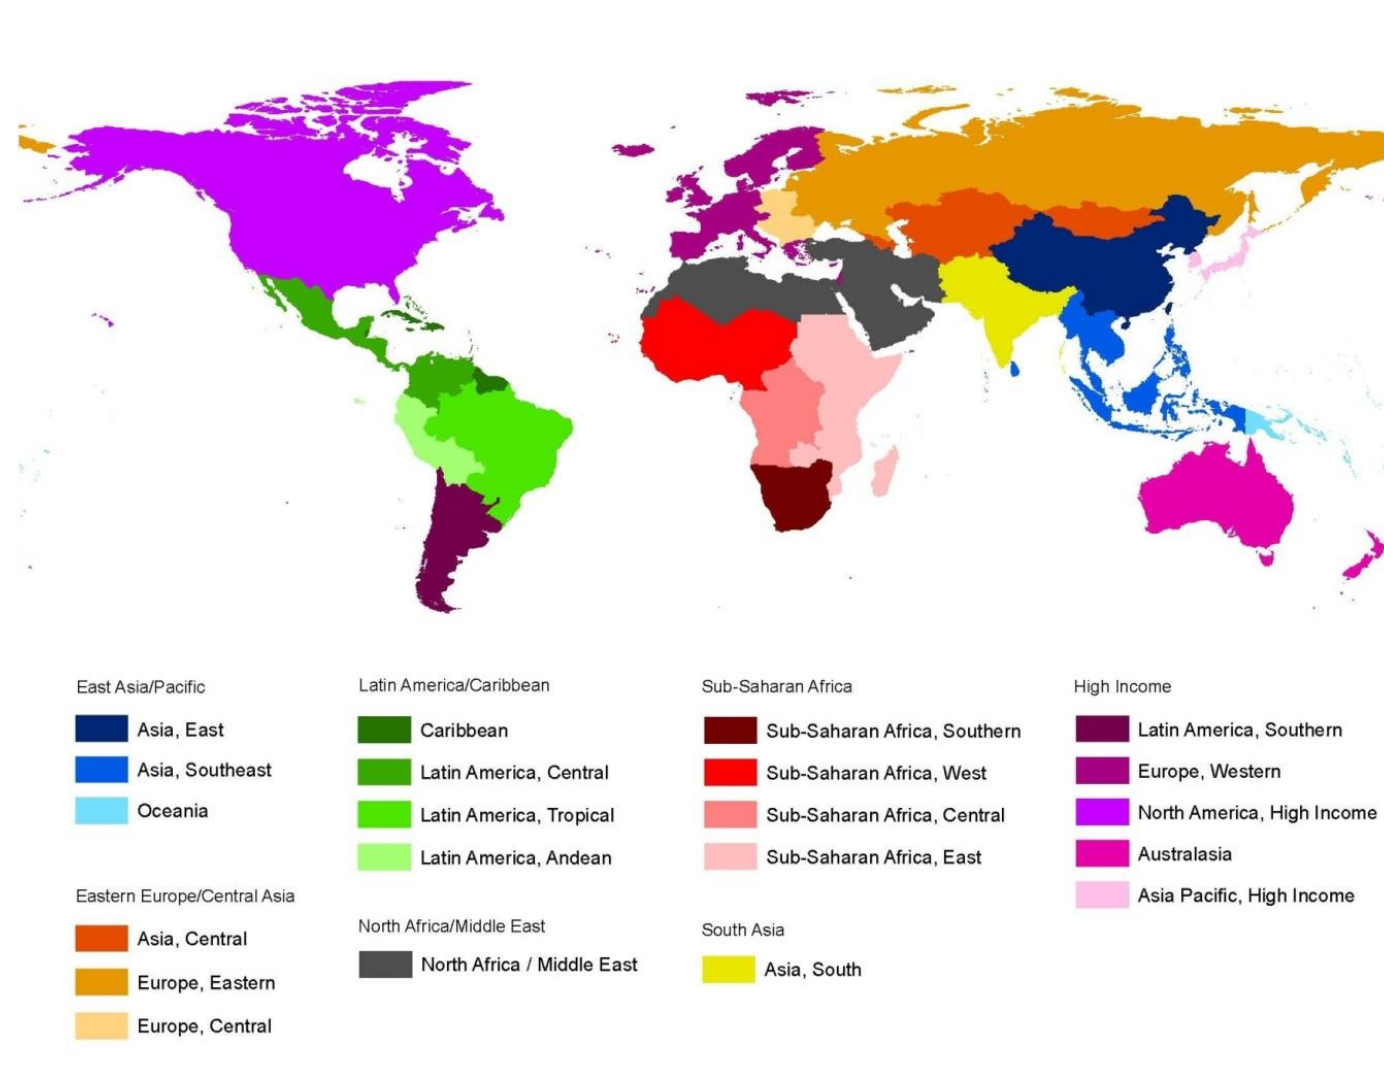 East Asia/Pacific
Asia, East
Asia, Southeast
Oceania
Eastern Europe/Central Asia
Asia, Central
Europe, Eastern
Europe, Central
Latin America/Caribbean
Caribbean
Latin America, Central
Latin America, Tropical
Latin America, Andean
North Africa/Middle East
North Africa / Middle East
Sub-Saharan Africa
Sub-Saharan Africa, Southern
Sub-Saharan Africa, West
Sub-Saharan Africa, Central
Sub-Saharan Africa, East
South Asia
Asia, South
High Income
Latin America, Southern
Europe, Western
North America, High Income
Australasia
Asia Pacific, High Income